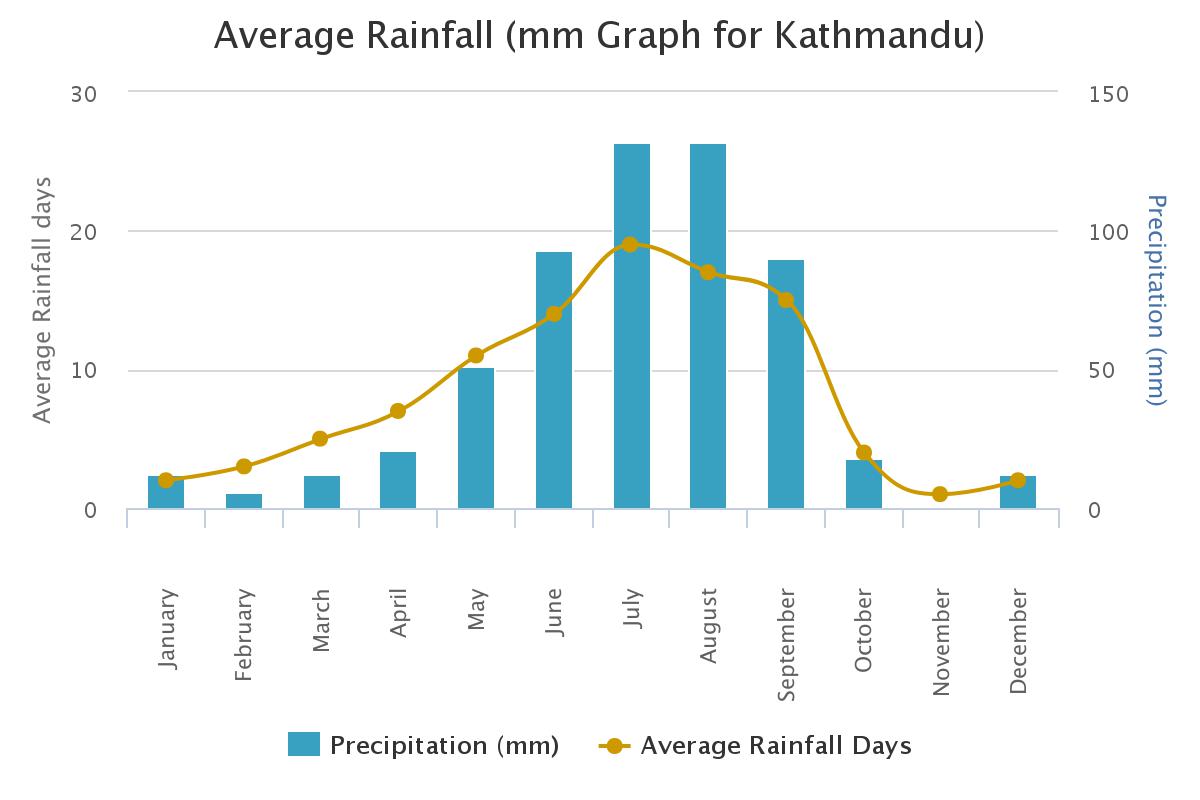 Average Rainfall (mm Graph for Kathmandu)
30
20
10
0
Average Rainfall days
150
100
50
0
Precipitation (mm)
January
February
March
April
May
June
July
August
September
October
November
December
Precipitation (mm)
Average Rainfall Days